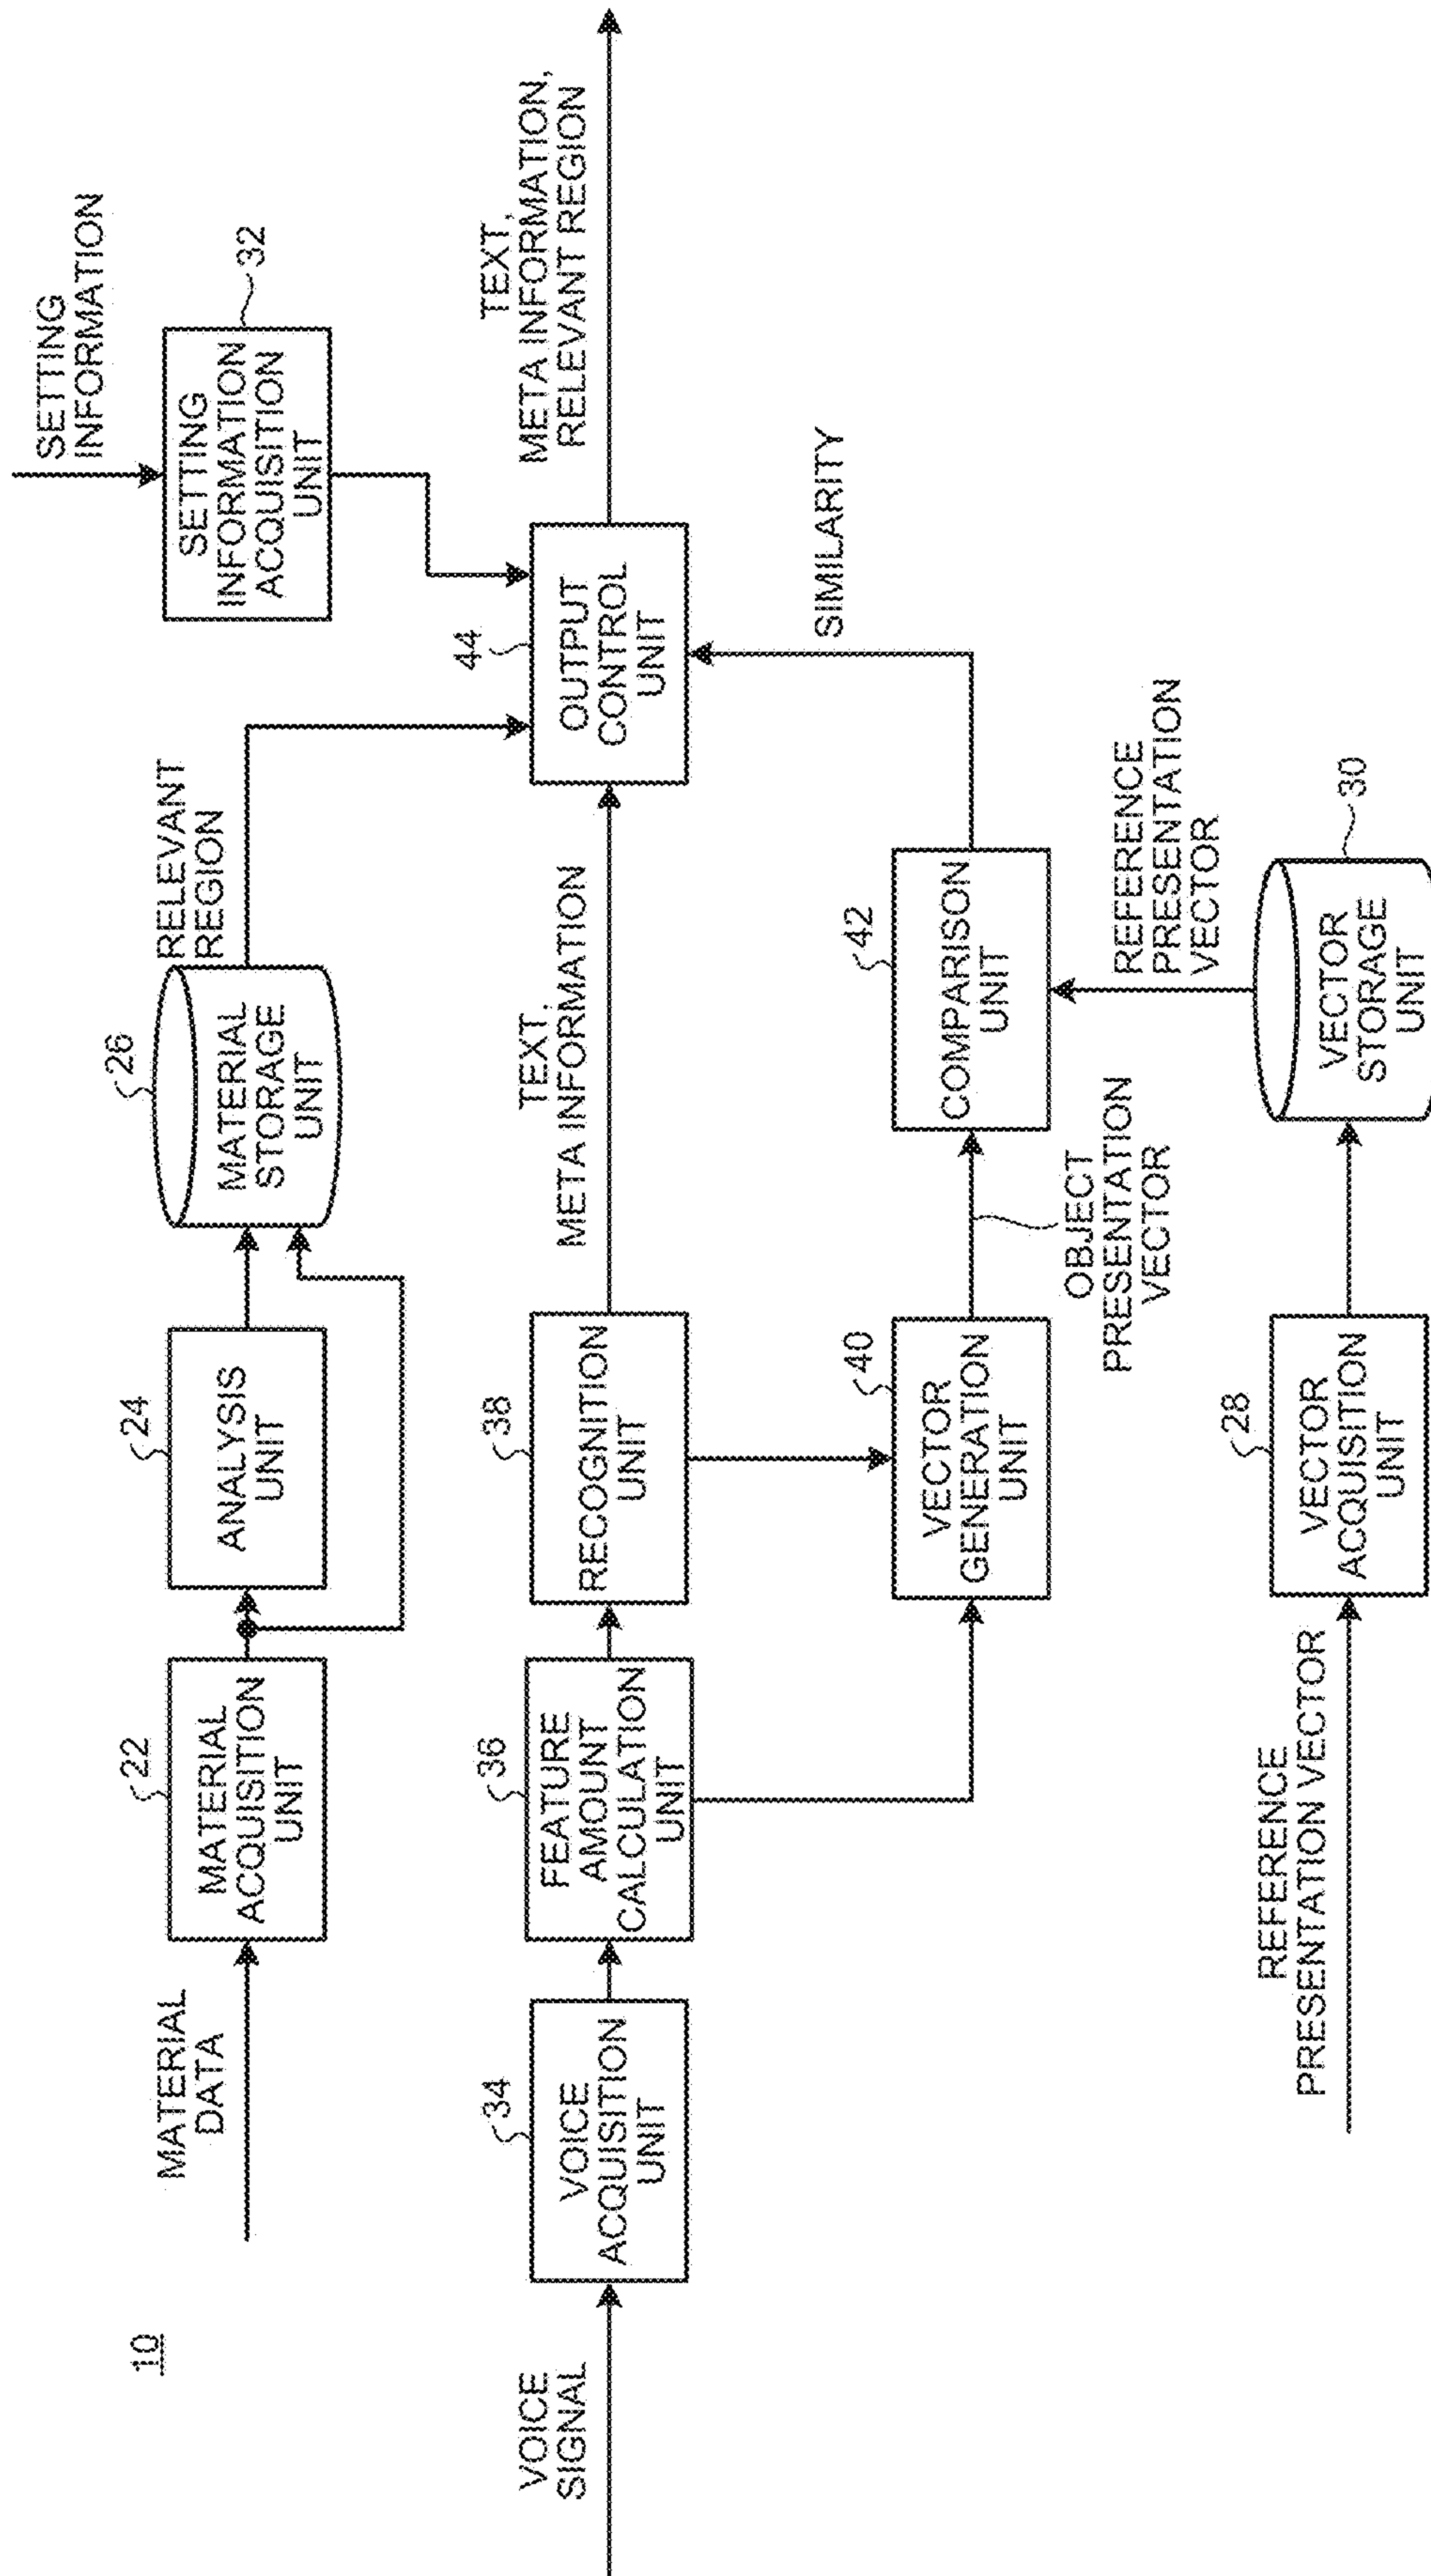 10
SETTING
INFORMATION
MATERIAL
DATA
22
MATERIAL
ACQUISITION
UNIT
24
ANALYSIS
UNIT
26
MATERIAL
STORAGE
UNIT
RELEVANT
REGION
SETTING
INFORMATION
ACQUISITION
UNIT
32
VOICE
SIGNAL
34
VOICE
ACQUISITION
UNIT
36
FEATURE
AMOUNT
CALCULATION
UNIT
38
RECOGNITION
UNIT
TEXT,
META INFORMATION
44
OUTPUT
CONTROL
UNIT
TEXT,
META INFORMATION,
RELEVANT REGION
SIMILARITY
40
VECTOR
GENERATION
UNIT
OBJECT
PRESENTATION
VECTOR
42
COMPARISON
UNIT
REFERENCE
PRESENTATION
VECTOR
REFERENCE
PRESENTATION VECTOR
28
VECTOR
ACQUISITION
UNIT
VECTOR
STORAGE
UNIT
30